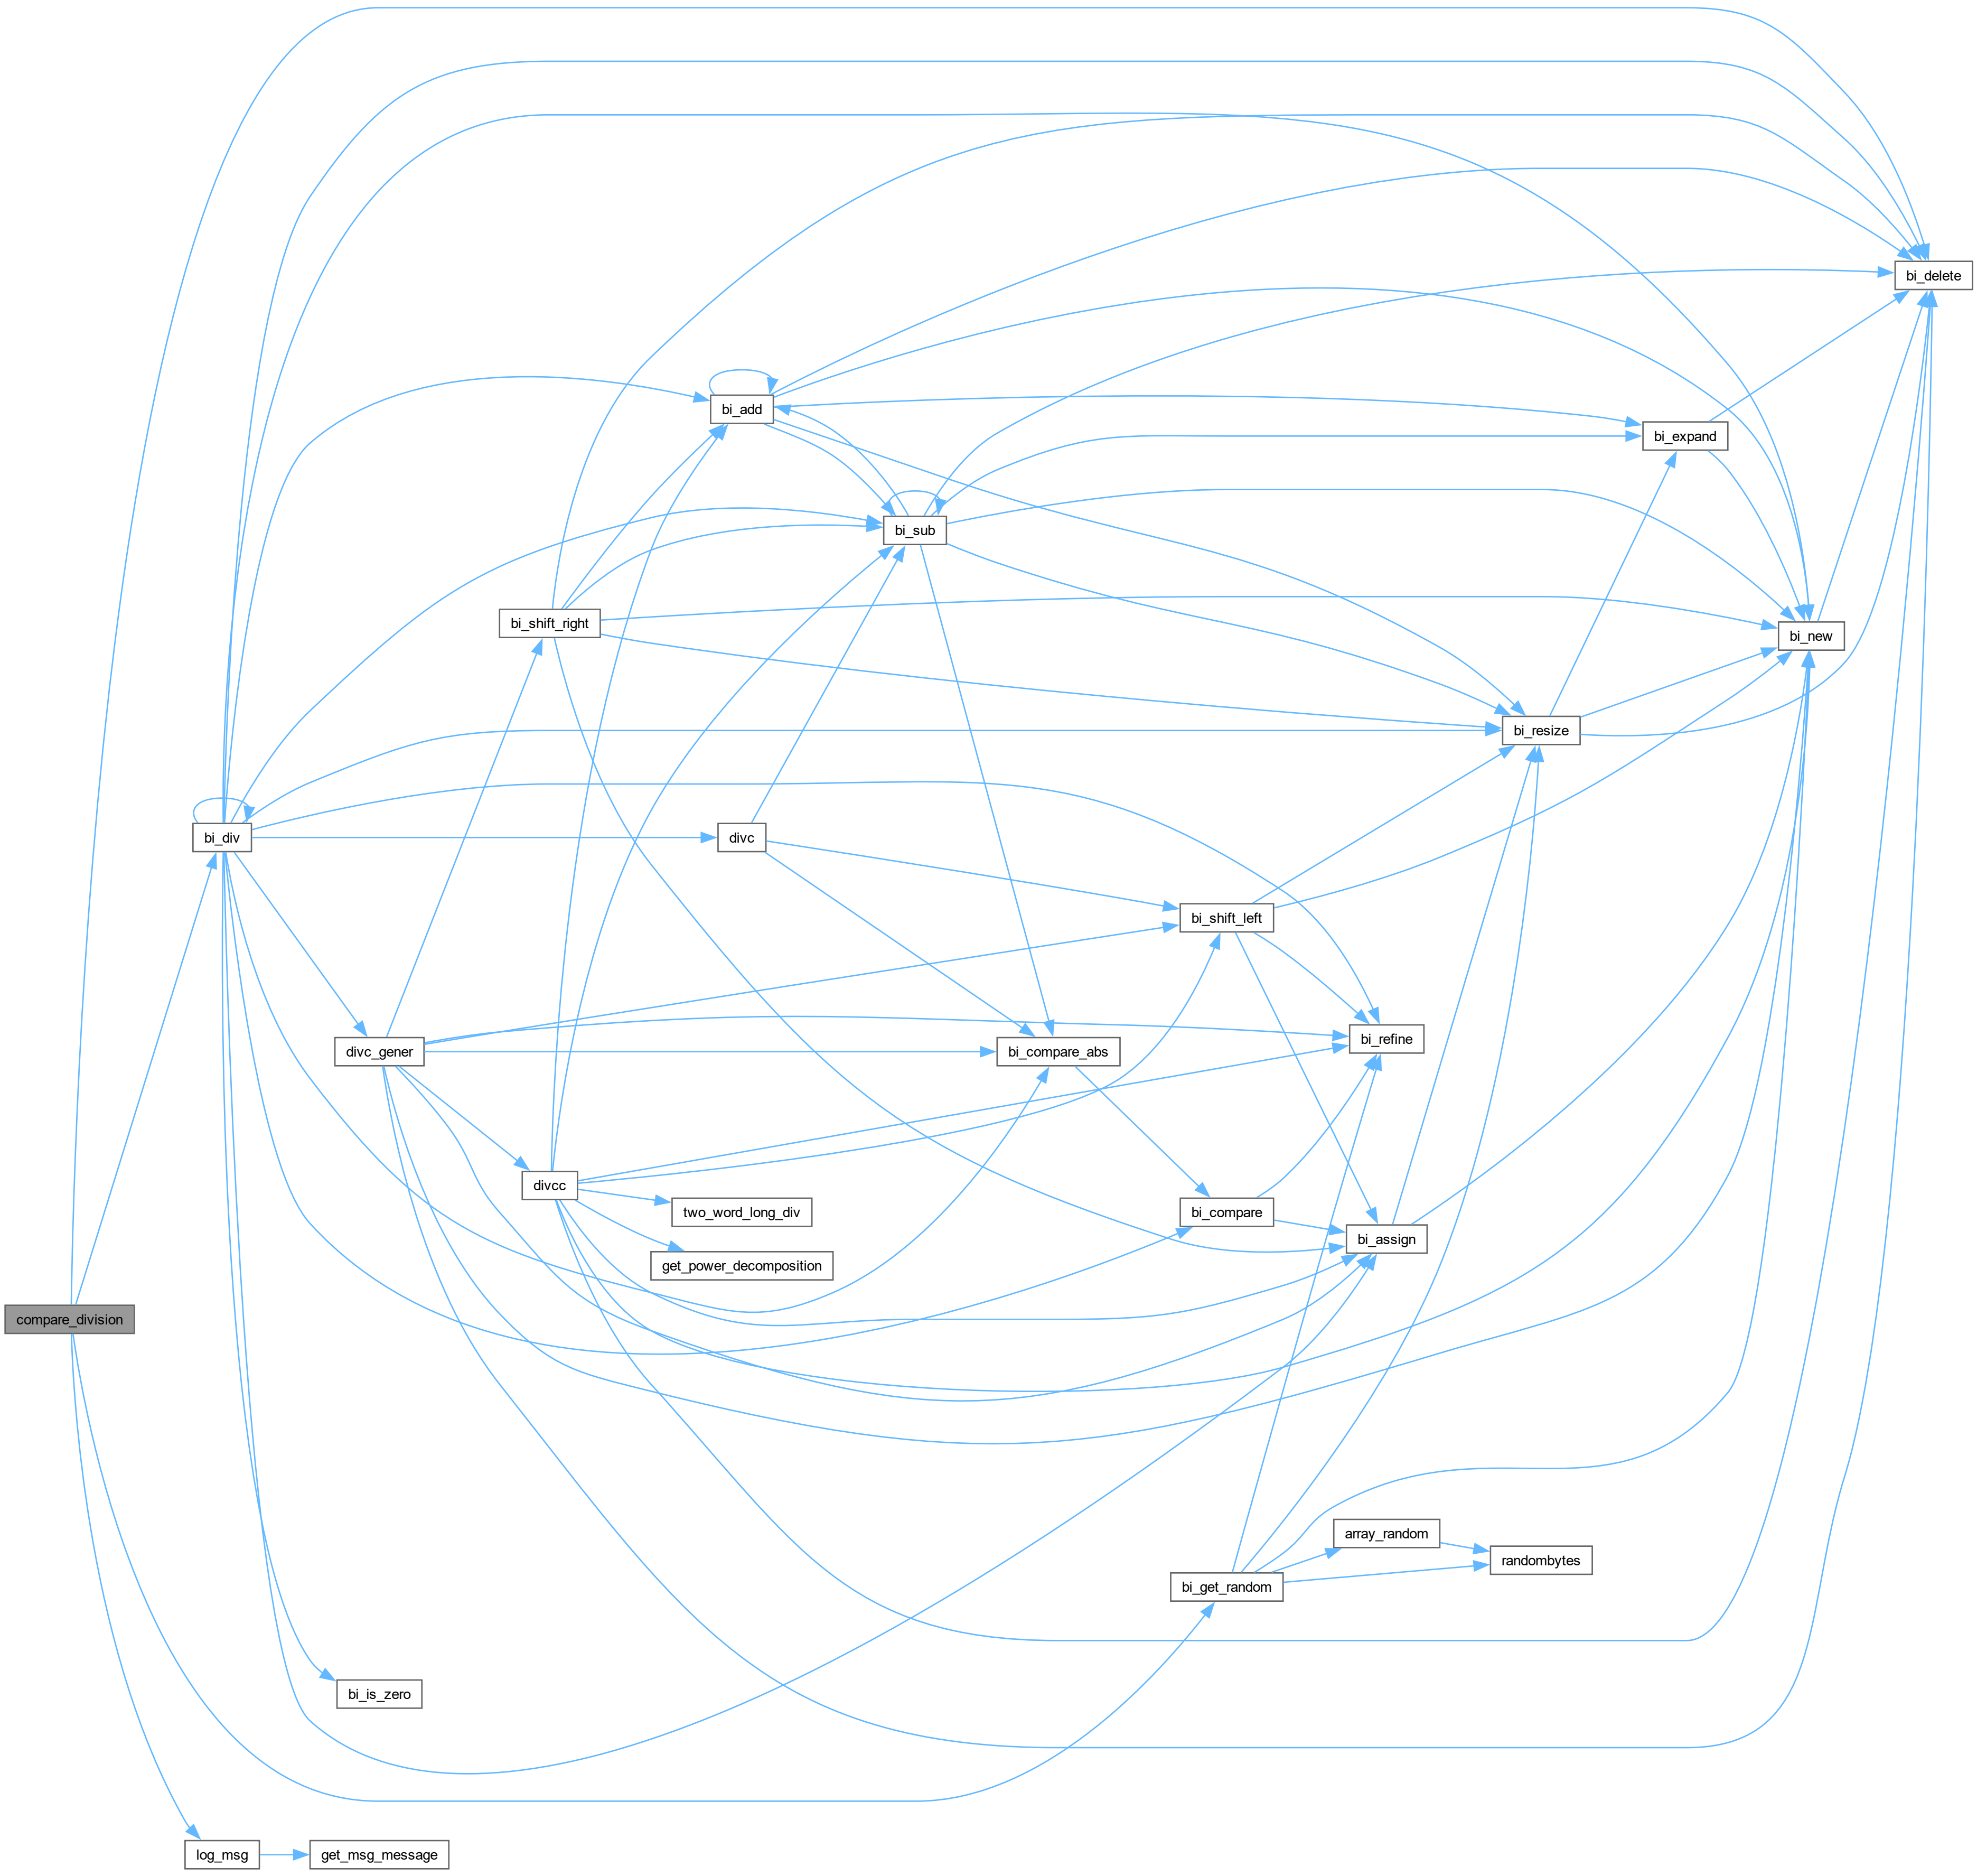 bi_delete
bi_add
bi_expand
bi_sub
bi_shift_right
bi_new
bi_resize
bi_div
divc
bi_shift_left
bi_refine
divc_gener
bi_compare_abs
divcc
two_word_long_div
bi_compare
bi_assign
get_power_decomposition
compare_division
array_random
randombytes
bi_get_random
bi_is_zero
log_msg
get_msg_message